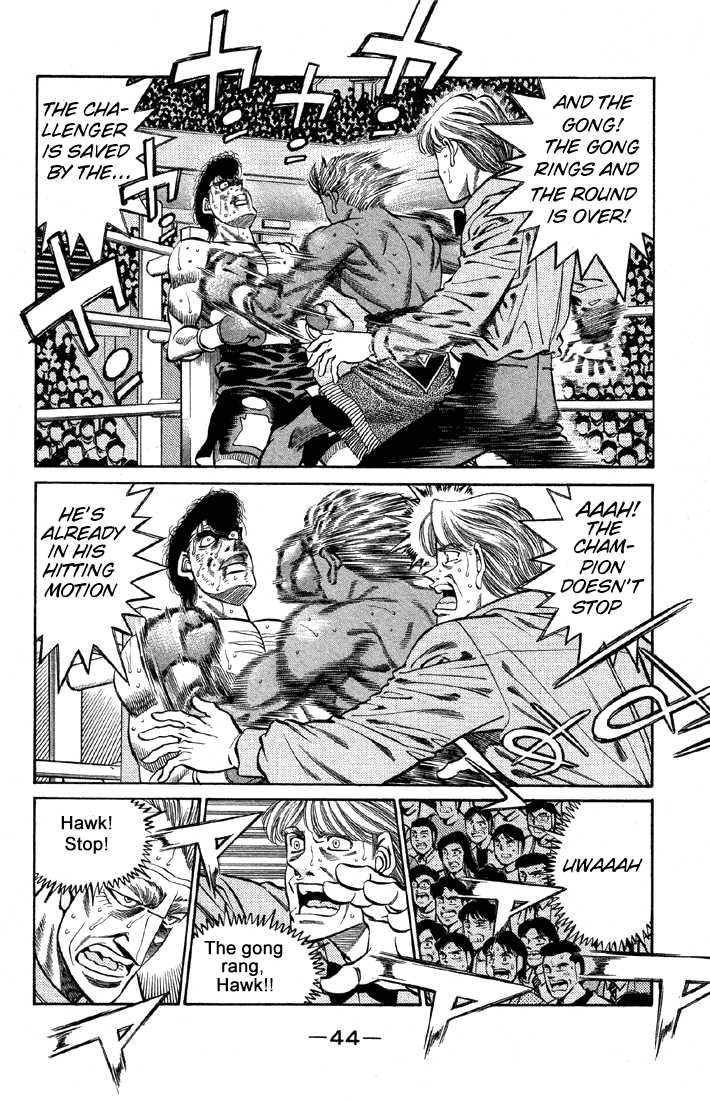 AND THE
GONG!
THE GONG
RINGS AND
THE ROUND
IS OVER!
THE CHA-
LLENGER
IS SAVED
BY THE...
AAAH!
THE
CHAM-
PION
DOESN'T
STOP
HE'S
ALREADY
IN HIS
HITTING
MOTION
UWAAAH
The gong
rang,
Hawk!!
Hawk!
Stop!
—44—